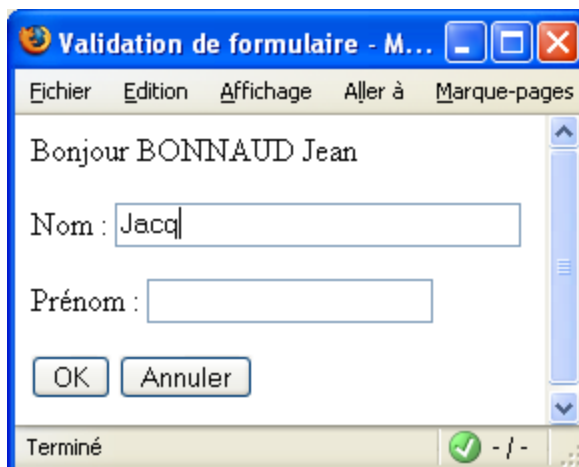 Validation de formulaire - M...
Fichier Edition Affichage Aller à Marque-pages
Bonjour BONNAUD Jean
Nom : Jacq
Prénom :
OK Annuler
Terminé - / -